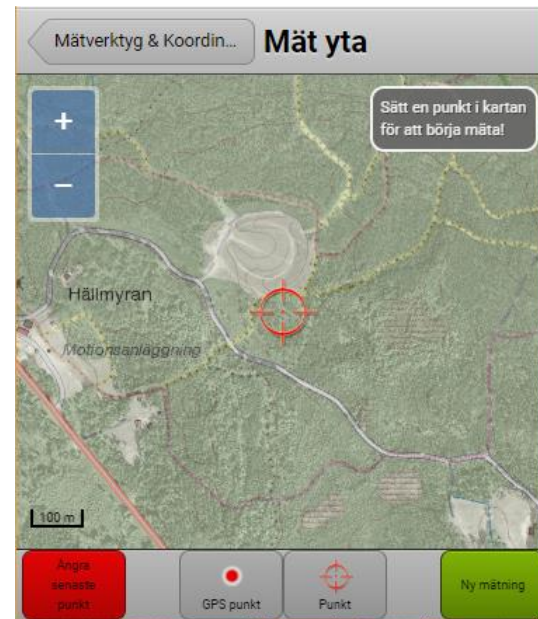 Mätverktyg & Koordin...
Mät yta
+
Sätt en punkt i kartan
för att börja mäta!
−
Hällmyran
Motionsanläggning
100 m
Ångra
senaste
punkt
GPS punkt
Punkt
Ny mätning